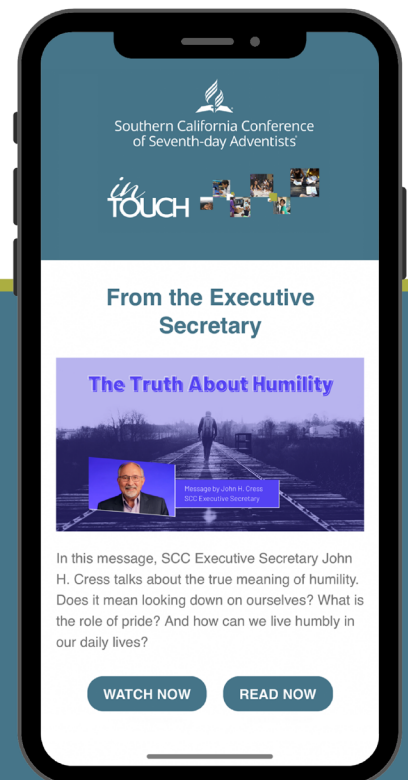 Southern California Conference
of Seventh-day Adventists®
in
TOUCH
From the Executive
Secretary
The Truth About Humility
Message by John H. Cress
SCC Executive Secretary
In this message, SCC Executive Secretary John
H. Cress talks about the true meaning of humility.
Does it mean looking down on ourselves? What is
the role of pride? And how can we live humbly in
our daily lives?
WATCH NOW
READ NOW